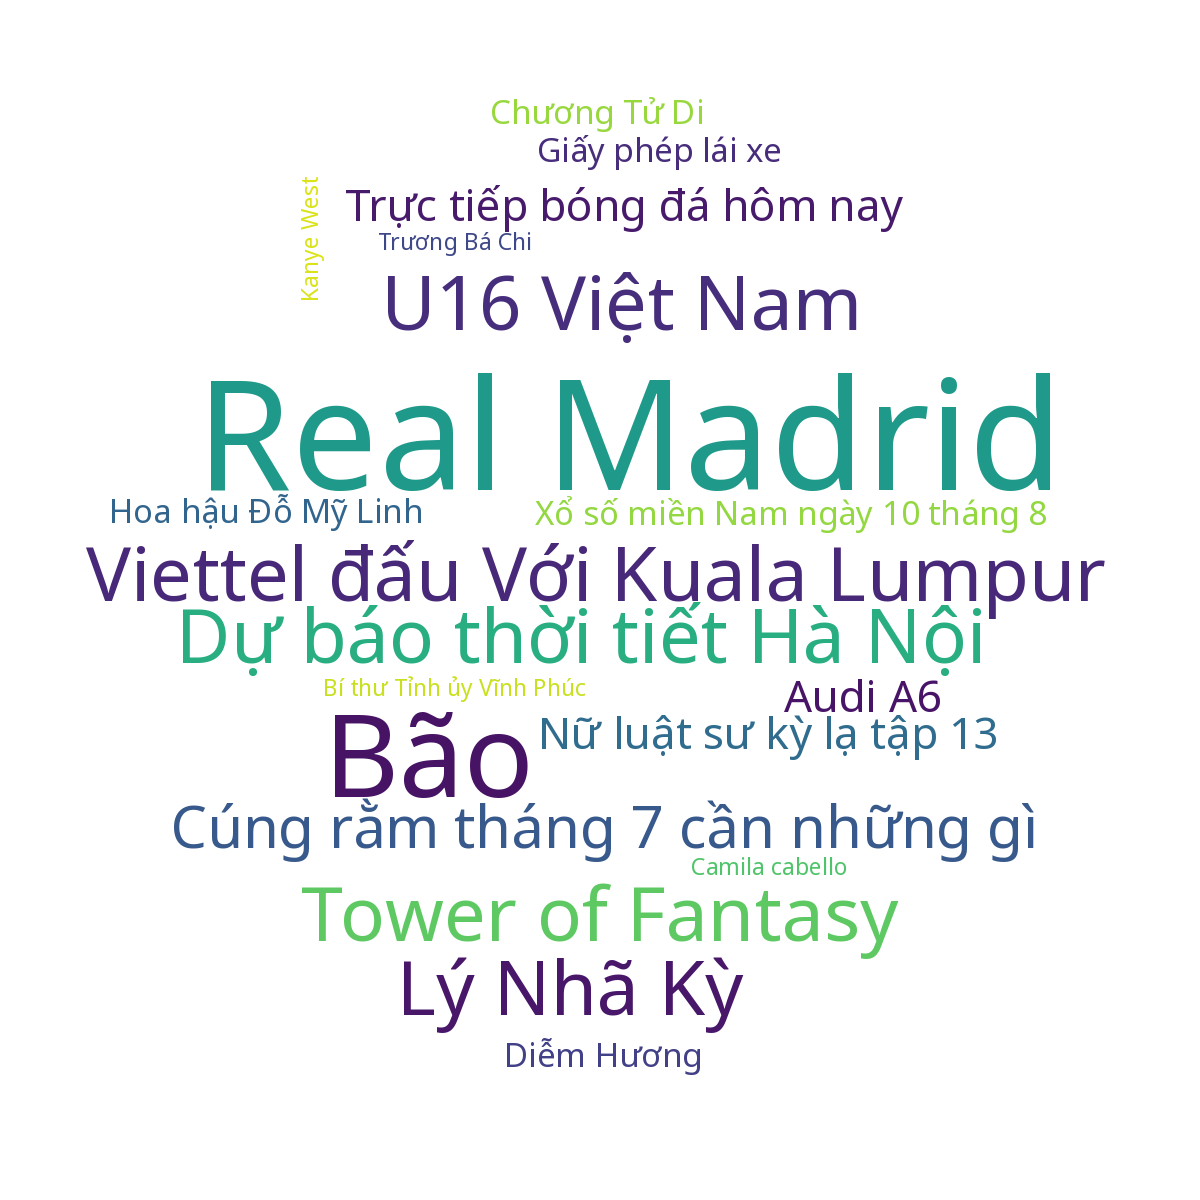 Chương Tử Di
Giấy phép lái xe
Kanye West
Trực tiếp bóng đá hôm nay
Trương Bá Chi
U16 Việt Nam
Real Madrid
Hoa hậu Đỗ Mỹ Linh
Xổ số miền Nam ngày 10 tháng 8
Viettel đấu Với Kuala Lumpur
Dự báo thời tiết Hà Nội
Bí thư Tỉnh ủy Vĩnh Phúc
Audi A6
Bão
Nữ luật sư kỳ lạ tập 13
Cúng rằm tháng 7 cần những gì
Camila cabello
Tower of Fantasy
Lý Nhã Kỳ
Diễm Hương